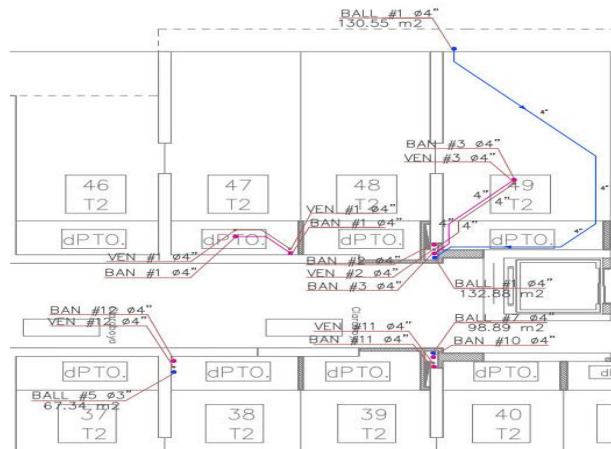 BALL #1 ø4"
130.55 m2
4"
BAN #3 ø4"
VEN #3 ø4"
4"
4"
4"
4"
4"
46
T2
47
T2
48
T2
49
T2
VEN #1 ø4"
BAN #1 ø4"
dPTO.
dPTO.
dPTO.
dPTO.
VEN #1 ø4"
BAN #1 ø4"
BAN #2 ø4"
VEN #2 ø4"
BAN #3 ø4"
4"
BALL #1 ø4"
132.88 m2
BAN #12 ø4"
VEN #12 ø4"
VEN #11 ø4"
BAN #11 ø4"
BALL #7 ø4"
98.89 m2
BAN #10 ø4"
dPTO.
dPTO.
dPTO.
dPTO.
BALL #5 ø3"
67.34 m2
37
T2
38
T2
39
T2
40
T2